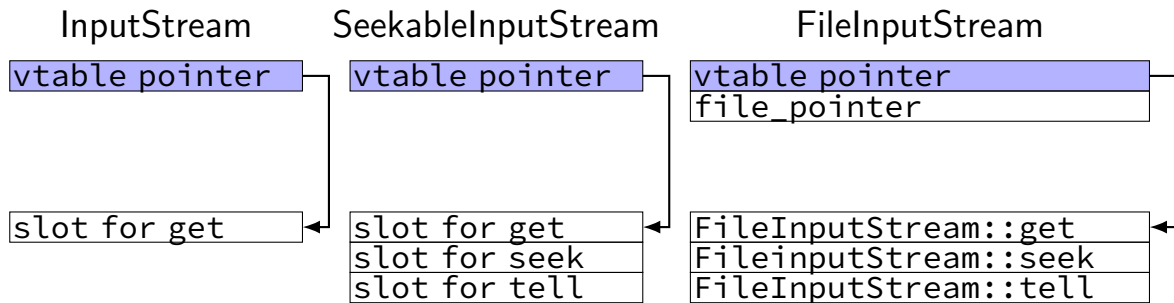 InputStream SeekableInputStream FileInputStream
vtable pointer vtable pointer vtable pointer
file_pointer
slot for get slot for get FileInputStream::get
slot for seek FileinputStream::seek
slot for tell FileInputStream::tell